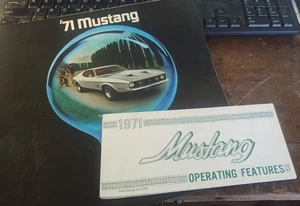 '71 Mustang
1971
Mustang
OPERATING FEATURES